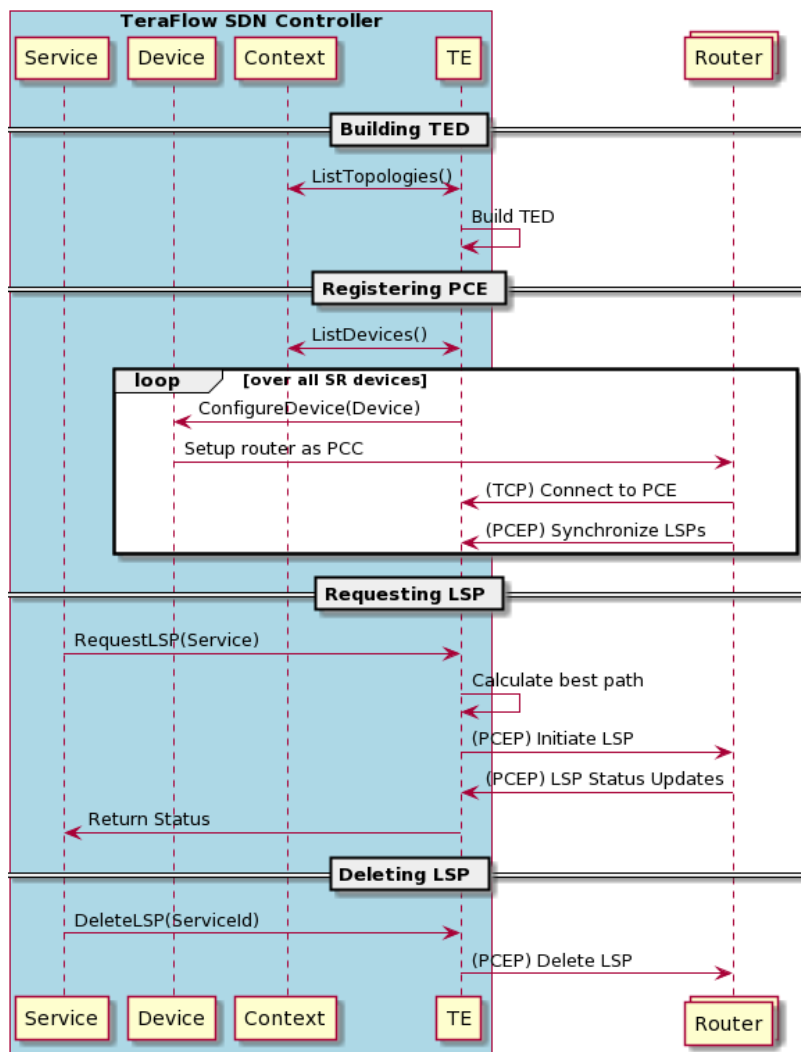 TeraFlow SDN Controller
Service Device Context TE Router
Building TED
ListTopologies()
Build TED
Registering PCE
ListDevices()
loop [over all SR devices]
ConfigureDevice(Device)
Setup router as PCC
(TCP) Connect to PCE
(PCEP) Synchronize LSPs
Requesting LSP
RequestLSP(Service)
Calculate best path
(PCEP) Initiate LSP
(PCEP) LSP Status Updates
Return Status
Deleting LSP
DeleteLSP(ServiceId)
(PCEP) Delete LSP
Service Device Context TE Router